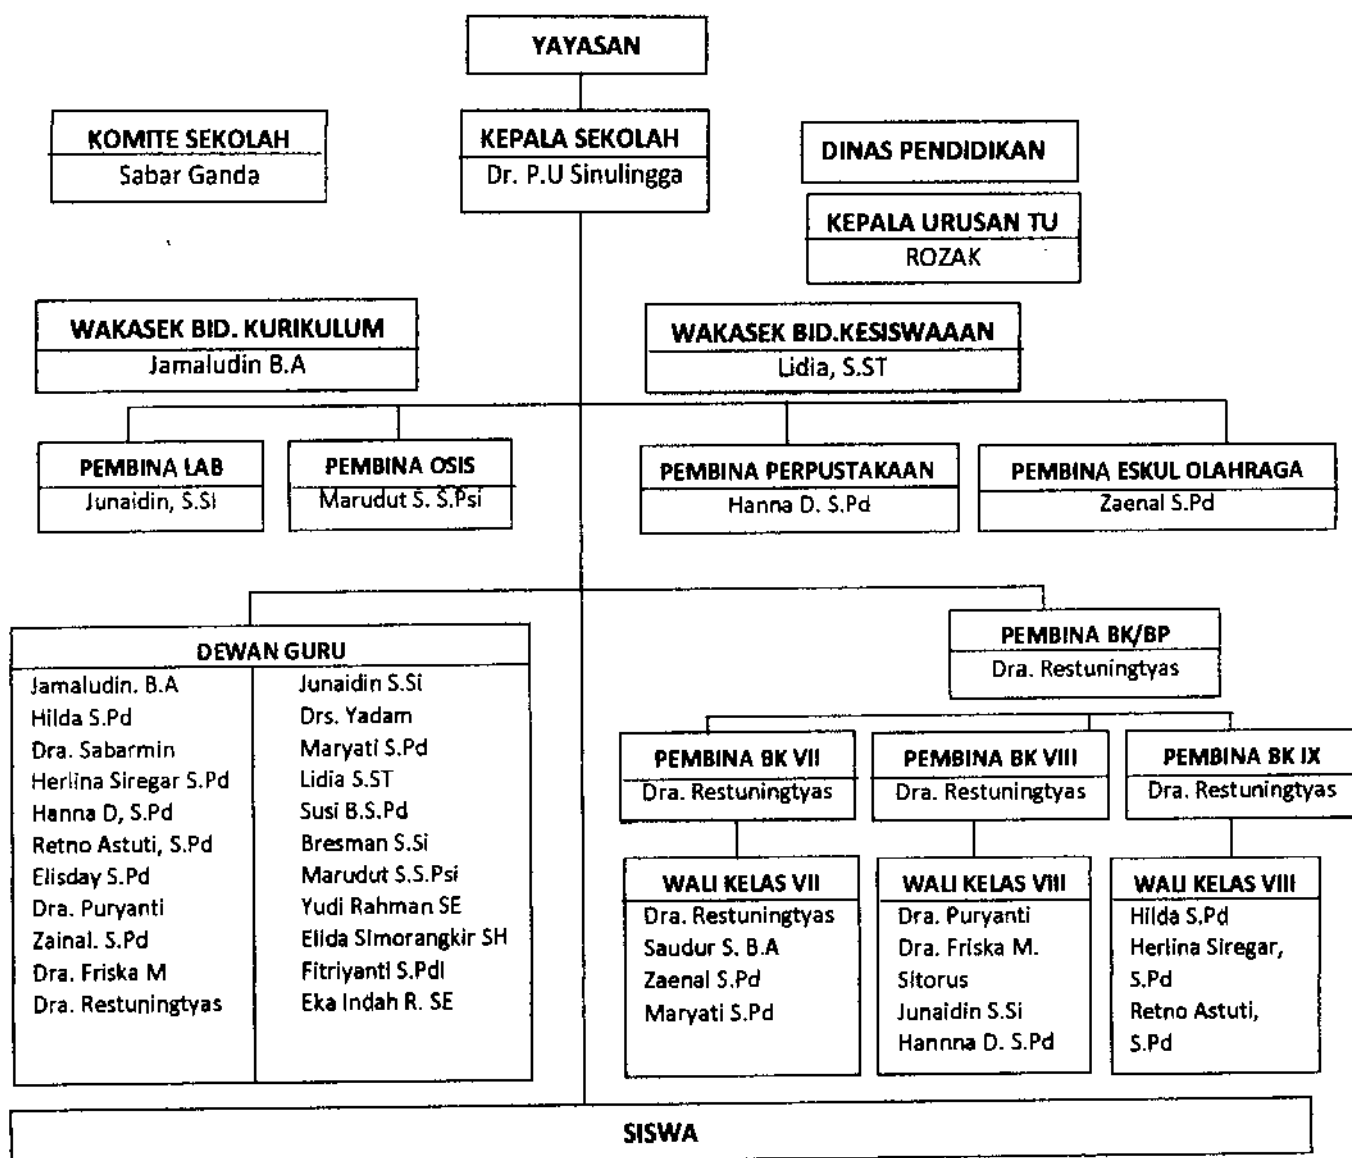 YAYASAN
KOMITE SEKOLAH
Sabar Ganda
KEPALA SEKOLAH
Dr. P.U Sinulingga
DINAS PENDIDIKAN
KEPALA URUSAN TU
ROZAK
WAKASEK BID. KURIKULUM
Jamaludin B.A
WAKASEK BID.KESISWAAAN
Lidia, S.ST
PEMBINA LAB
Junaidin, S.Si
PEMBINA OSIS
Marudut S. S.Psi
PEMBINA PERPUSTAKAAN
Hanna D. S.Pd
PEMBINA ESKUL OLAHRAGA
Zaenal S.Pd
DEWAN GURU
Jamaludin. B.A
Hilda S.Pd
Dra. Sabarmin
Herlina Siregar S.Pd
Hanna D, S.Pd
Retno Astuti, S.Pd
Elisday S.Pd
Dra. Puryanti
Zainal. S.Pd
Dra. Friska M
Dra. Restuningtyas
Junaidin S.Si
Drs. Yadam
Maryati S.Pd
Lidia S.ST
Susi B.S.Pd
Bresman S.Si
Marudut S.S.Psi
Yudi Rahman SE
Elida Simorangkir SH
Fitriyanti S.PdI
Eka Indah R. SE
PEMBINA BK/BP
Dra. Restuningtyas
PEMBINA BK VII
Dra. Restuningtyas
PEMBINA BK VIII
Dra. Restuningtyas
PEMBINA BK IX
Dra. Restuningtyas
WALI KELAS VII
Dra. Restuningtyas
Saudur S. B.A
Zaenal S.Pd
Maryati S.Pd
WALI KELAS VIII
Dra. Puryanti
Dra. Friska M.
Sitorus
Junaidin S.Si
Hannna D. S.Pd
WALI KELAS VIII
Hilda S.Pd
Herlina Siregar,
S.Pd
Retno Astuti,
S.Pd
SISWA